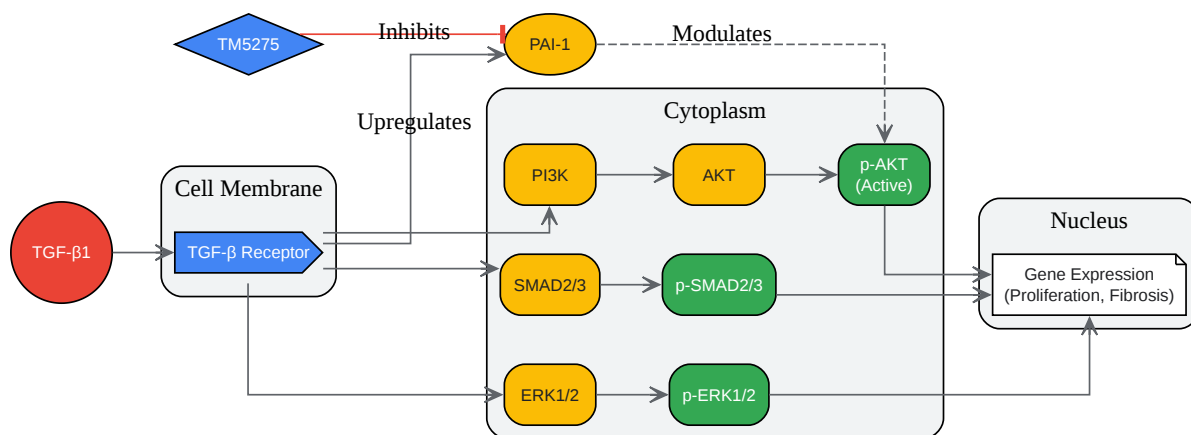 TM5275
Inhibits
PAI-1
Modulates
Upregulates
Cytoplasm
Cell Membrane
PI3K
AKT
p-AKT
(Active)
Nucleus
TGF-β1
TGF-β Receptor
SMAD2/3
p-SMAD2/3
Gene Expression
(Proliferation, Fibrosis)
ERK1/2
p-ERK1/2